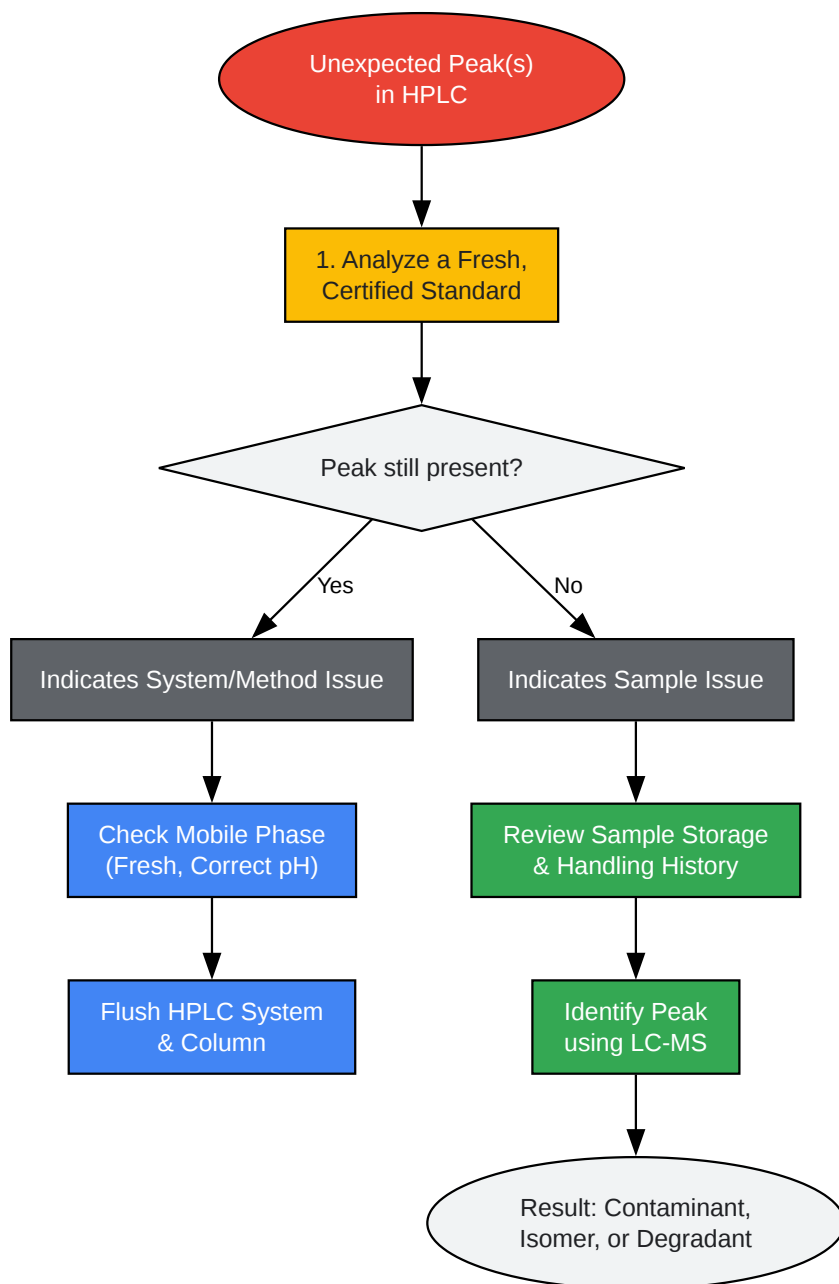 Unexpected Peak(s)
in HPLC
1. Analyze a Fresh,
Certified Standard
Peak still present?
Yes
No
Indicates System/Method Issue
Indicates Sample Issue
Check Mobile Phase
(Fresh, Correct pH)
Review Sample Storage
& Handling History
Flush HPLC System
& Column
Identify Peak
using LC-MS
Result: Contaminant,
Isomer, or Degradant